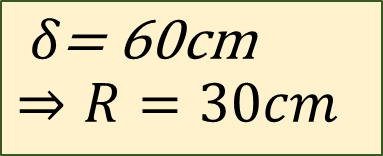 δ = 60cm
⇒ R = 30cm